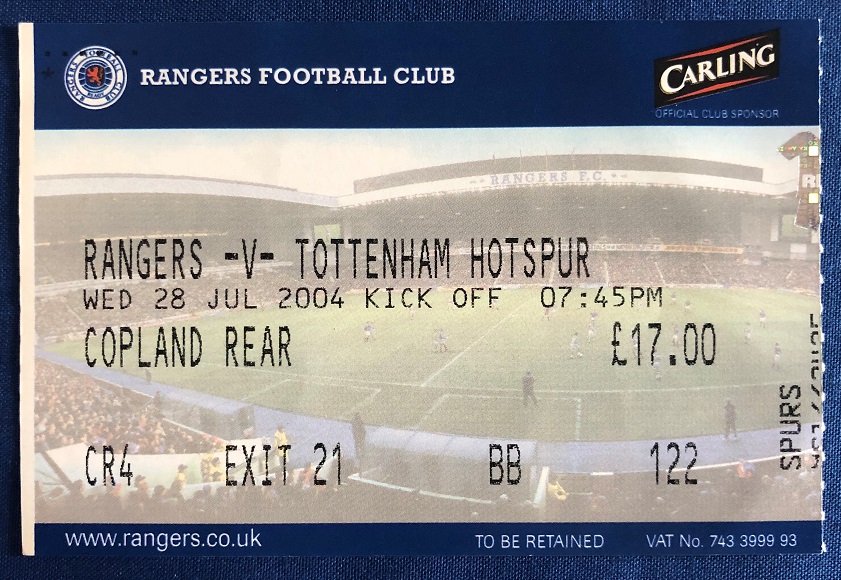 RANGERS FOOTBALL CLUB
CARLING
OFFICIAL CLUB SPONSOR
RANGERS F.C.
RANGERS -V- TOTTENHAM HOTSPUR
WED 28 JUL 2004 KICK OFF 07:45PM
COPLAND REAR £17.00
CR4 EXIT 21 BB 122
SPURS
www.rangers.co.uk TO BE RETAINED VAT No. 743 3999 93